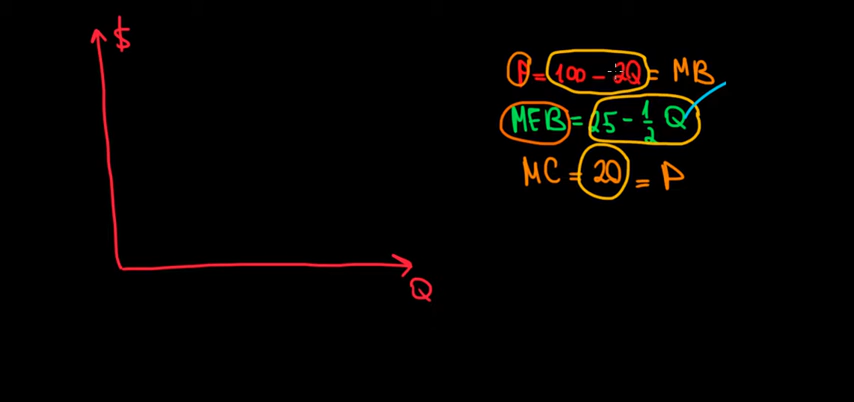 $
P = 100 - 2Q = MB
MEB = 25 - 1/2 Q
MC = 20 = P
Q